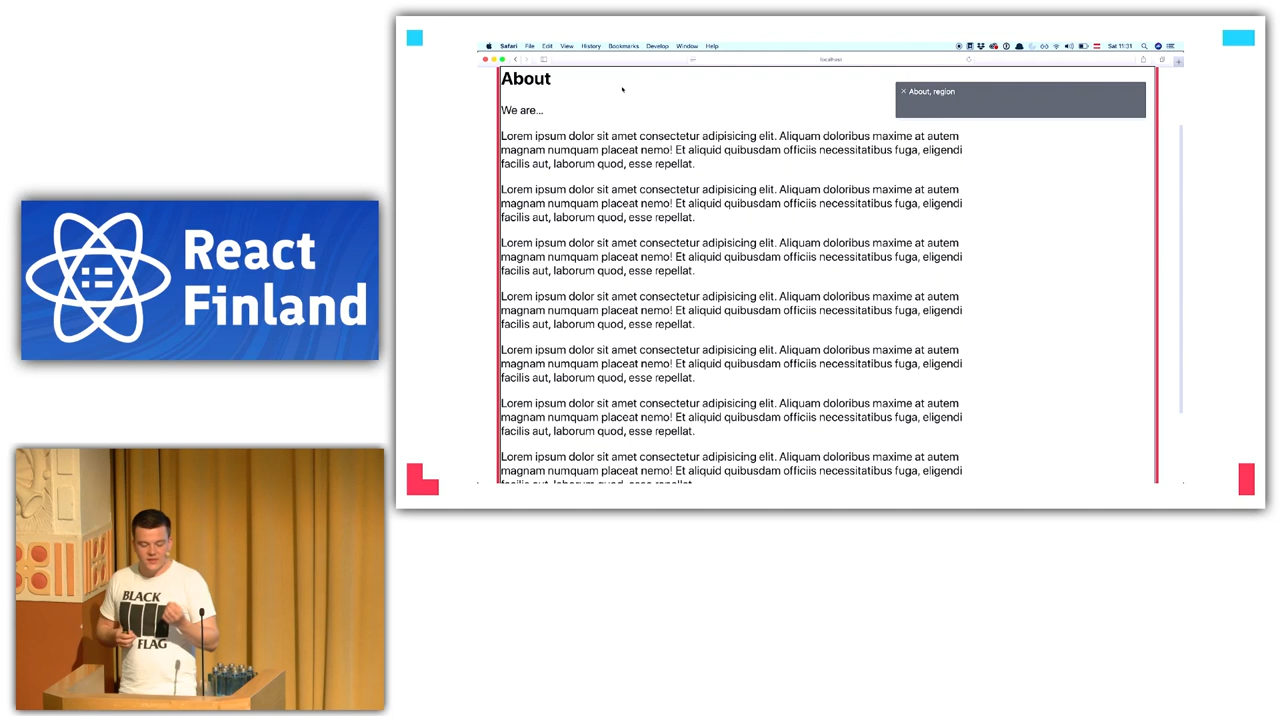 React
Finland
BLACK
FLAG
Safari File Edit View History Bookmarks Develop Window Help
Sat 11:31
localhost
About
About, region
We are...
Lorem ipsum dolor sit amet consectetur adipisicing elit. Aliquam doloribus maxime at autem
magnam numquam placeat nemo! Et aliquid quibusdam officiis necessitatibus fuga, eligendi
facilis aut, laborum quod, esse repellat.
Lorem ipsum dolor sit amet consectetur adipisicing elit. Aliquam doloribus maxime at autem
magnam numquam placeat nemo! Et aliquid quibusdam officiis necessitatibus fuga, eligendi
facilis aut, laborum quod, esse repellat.
Lorem ipsum dolor sit amet consectetur adipisicing elit. Aliquam doloribus maxime at autem
magnam numquam placeat nemo! Et aliquid quibusdam officiis necessitatibus fuga, eligendi
facilis aut, laborum quod, esse repellat.
Lorem ipsum dolor sit amet consectetur adipisicing elit. Aliquam doloribus maxime at autem
magnam numquam placeat nemo! Et aliquid quibusdam officiis necessitatibus fuga, eligendi
facilis aut, laborum quod, esse repellat.
Lorem ipsum dolor sit amet consectetur adipisicing elit. Aliquam doloribus maxime at autem
magnam numquam placeat nemo! Et aliquid quibusdam officiis necessitatibus fuga, eligendi
facilis aut, laborum quod, esse repellat.
Lorem ipsum dolor sit amet consectetur adipisicing elit. Aliquam doloribus maxime at autem
magnam numquam placeat nemo! Et aliquid quibusdam officiis necessitatibus fuga, eligendi
facilis aut, laborum quod, esse repellat.
Lorem ipsum dolor sit amet consectetur adipisicing elit. Aliquam doloribus maxime at autem
magnam numquam placeat nemo! Et aliquid quibusdam officiis necessitatibus fuga, eligendi
facilis aut, laborum quod, esse repellat.